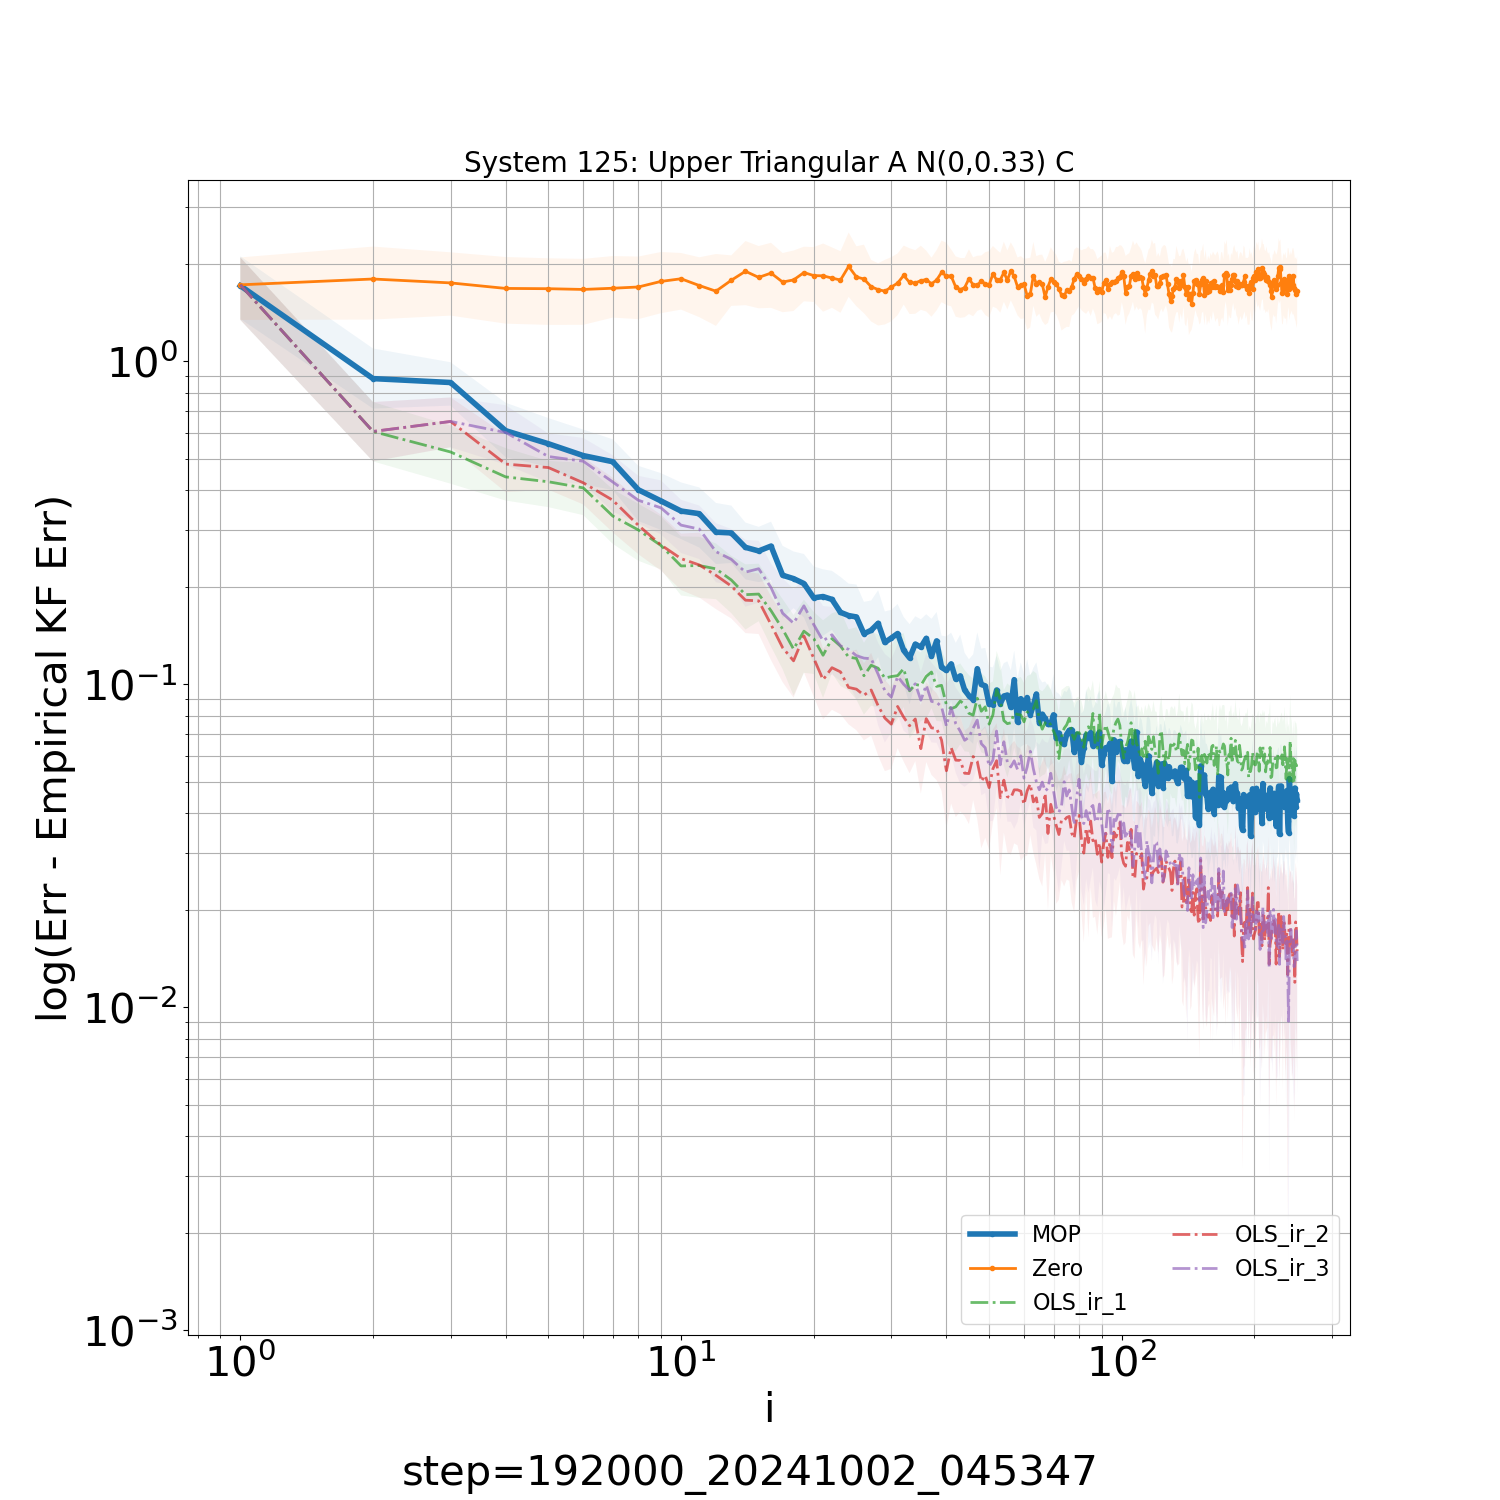 System 125: Upper Triangular A N(0,0.33) C
log(Err - Empirical KF Err)
10^0
10^-1
10^-2
10^-3
10^0 10^1 10^2
i
MOP
Zero
OLS_ir_1
OLS_ir_2
OLS_ir_3
step=192000_20241002_045347